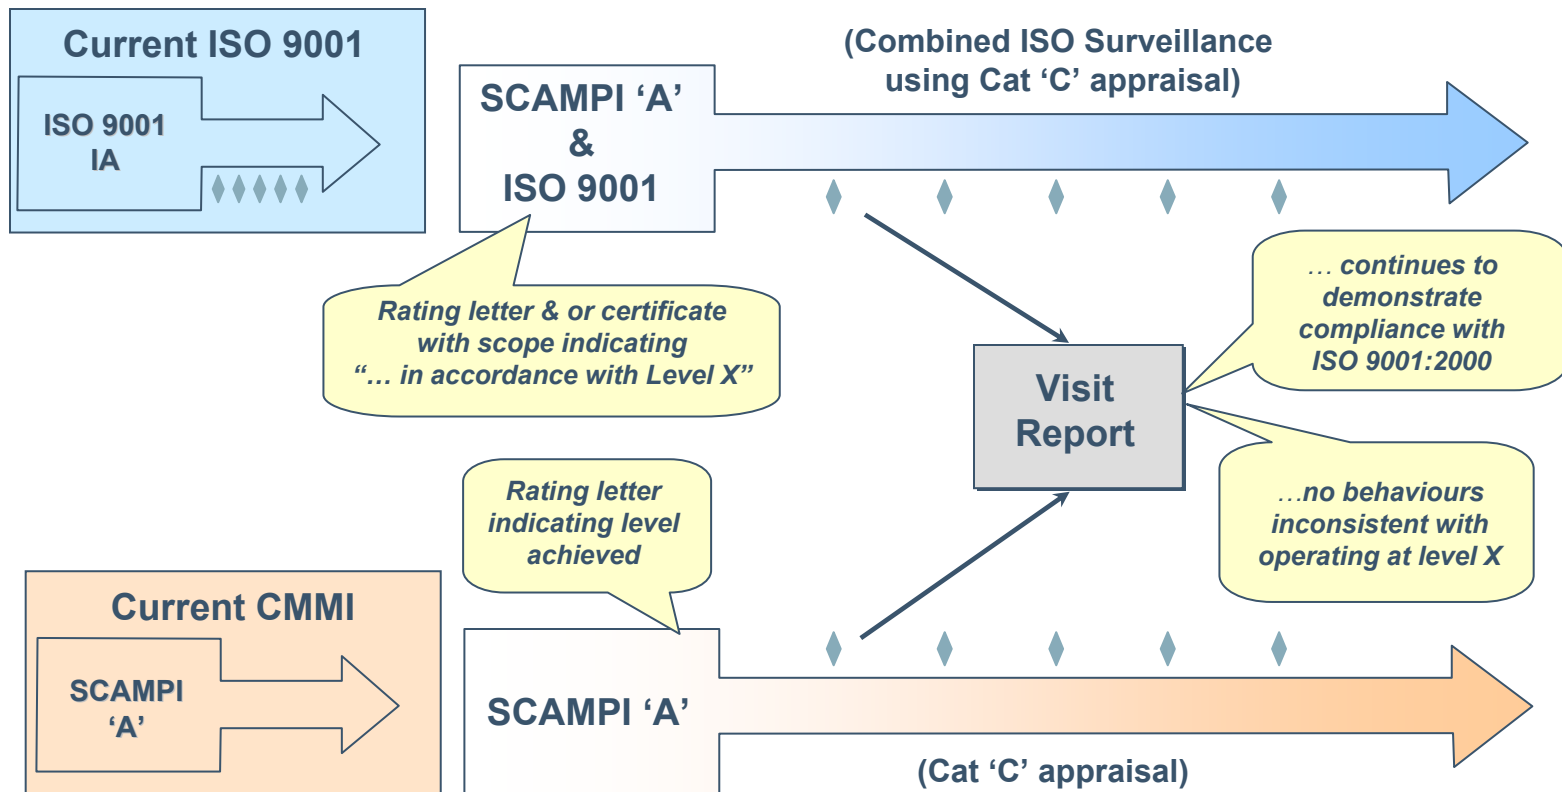 Current ISO 9001
ISO 9001
IA
SCAMPI ‘A’
&
ISO 9001
(Combined ISO Surveillance
using Cat ‘C’ appraisal)
Rating letter & or certificate
with scope indicating
“… in accordance with Level X”
… continues to
demonstrate
compliance with
ISO 9001:2000
Visit
Report
…no behaviours
inconsistent with
operating at level X
Rating letter
indicating level
achieved
Current CMMI
SCAMPI
‘A’
SCAMPI ‘A’
(Cat ‘C’ appraisal)